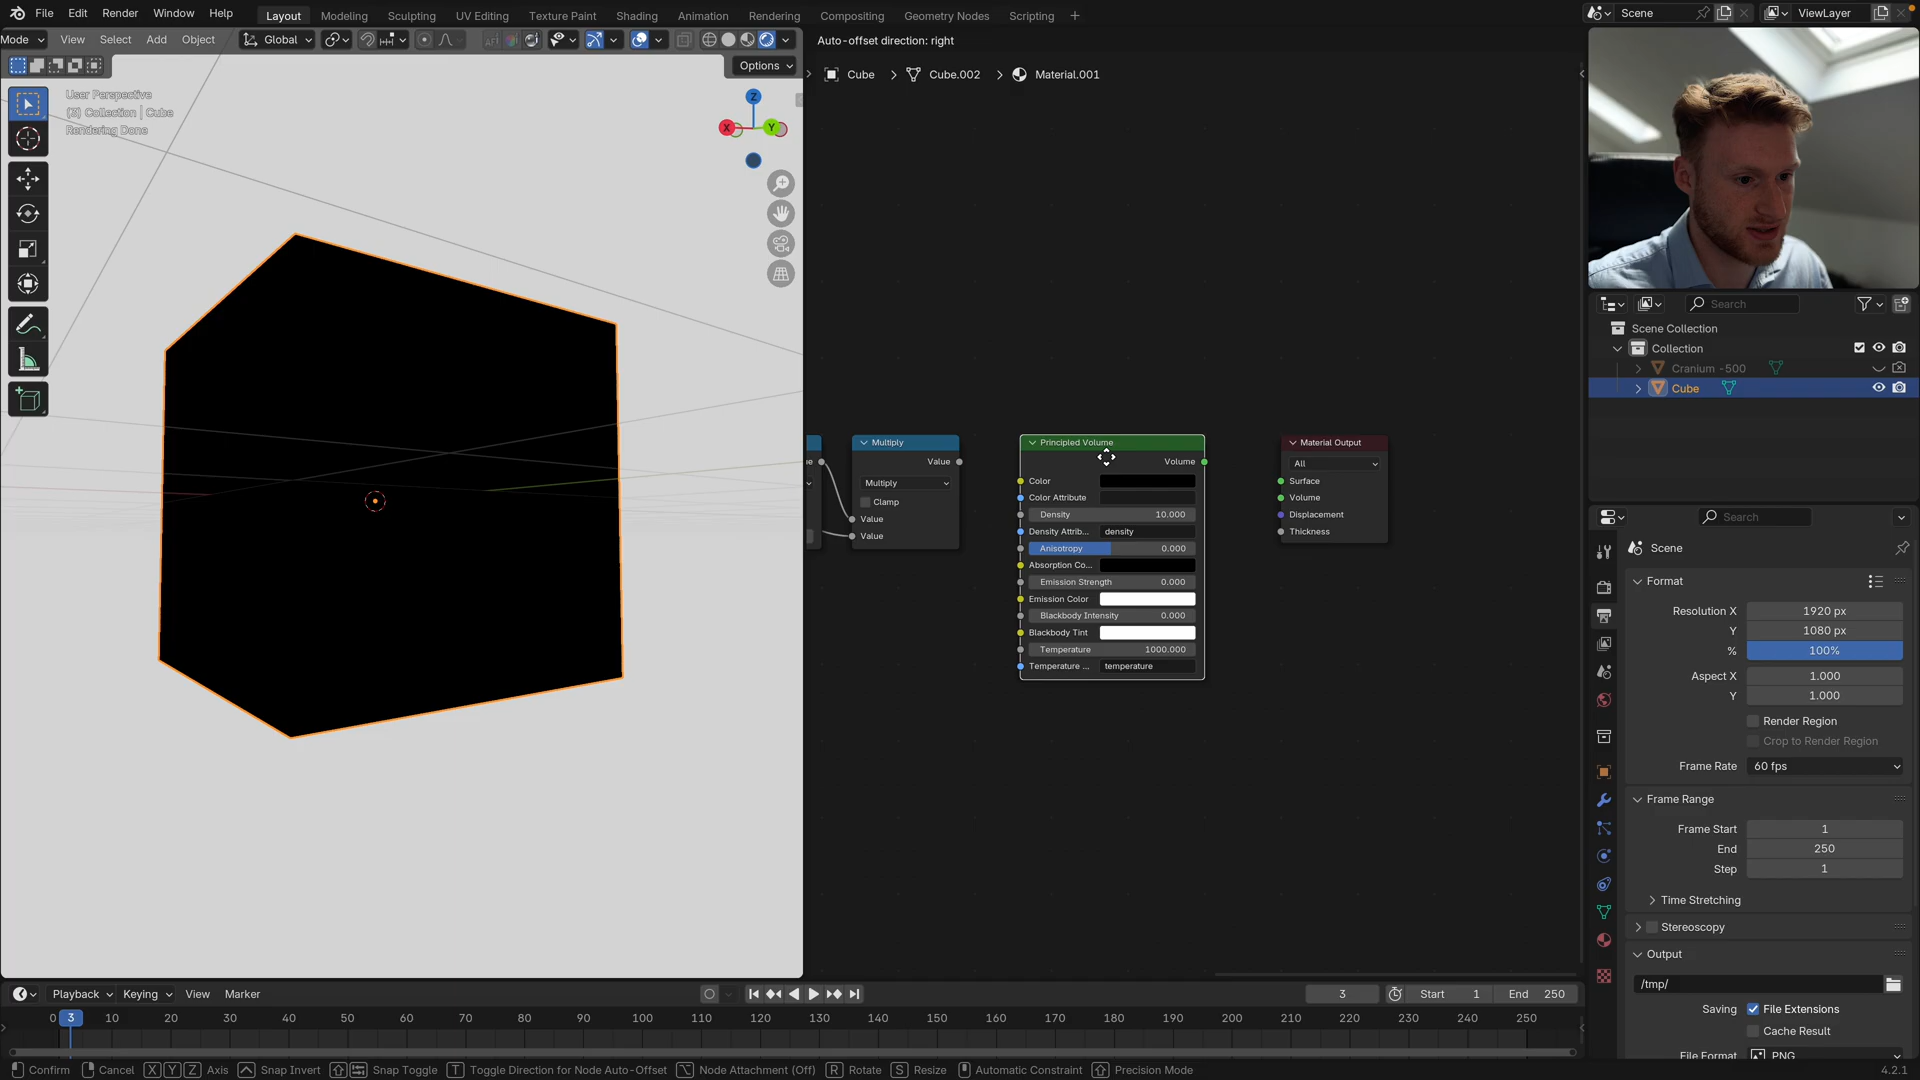 File Edit Render Window Help Layout Modeling Sculpting UV Editing Texture Paint Shading Animation Rendering Compositing Geometry Nodes Scripting Scene ViewLayer
Mode View Select Add Object Global Auto-offset direction: right
Options
Cube Cube.002 Material.001
User Perspective
(3) Collection | Cube
Rendering Done
Z
X Y
Search
Scene Collection
Collection
Cranium -500
Cube
Multiply
Value
Multiply
Clamp
Value
Value
Principled Volume
Volume
Color
Color Attribute
Density 10.000
Density Attrib... density
Anisotropy 0.000
Absorption Co...
Emission Strength 0.000
Emission Color
Blackbody Intensity 0.000
Blackbody Tint
Temperature 1000.000
Temperature ... temperature
Material Output
All
Surface
Volume
Displacement
Thickness
Search
Scene
Format
Resolution X 1920 px
Y 1080 px
% 100%
Aspect X 1.000
Y 1.000
Render Region
Crop to Render Region
Frame Rate 60 fps
Frame Range
Frame Start 1
End 250
Step 1
Time Stretching
Stereoscopy
Output
/tmp/
Saving File Extensions
Cache Result
File Format PNG
Playback Keying View Marker 3 Start 1 End 250
0 3 10 20 30 40 50 60 70 80 90 100 110 120 130 140 150 160 170 180 190 200 210 220 230 240 250
Confirm Cancel X Y Z Axis Snap Invert Snap Toggle T Toggle Direction for Node Auto-Offset Node Attachment (Off) R Rotate S Resize Automatic Constraint Precision Mode 4.2.1